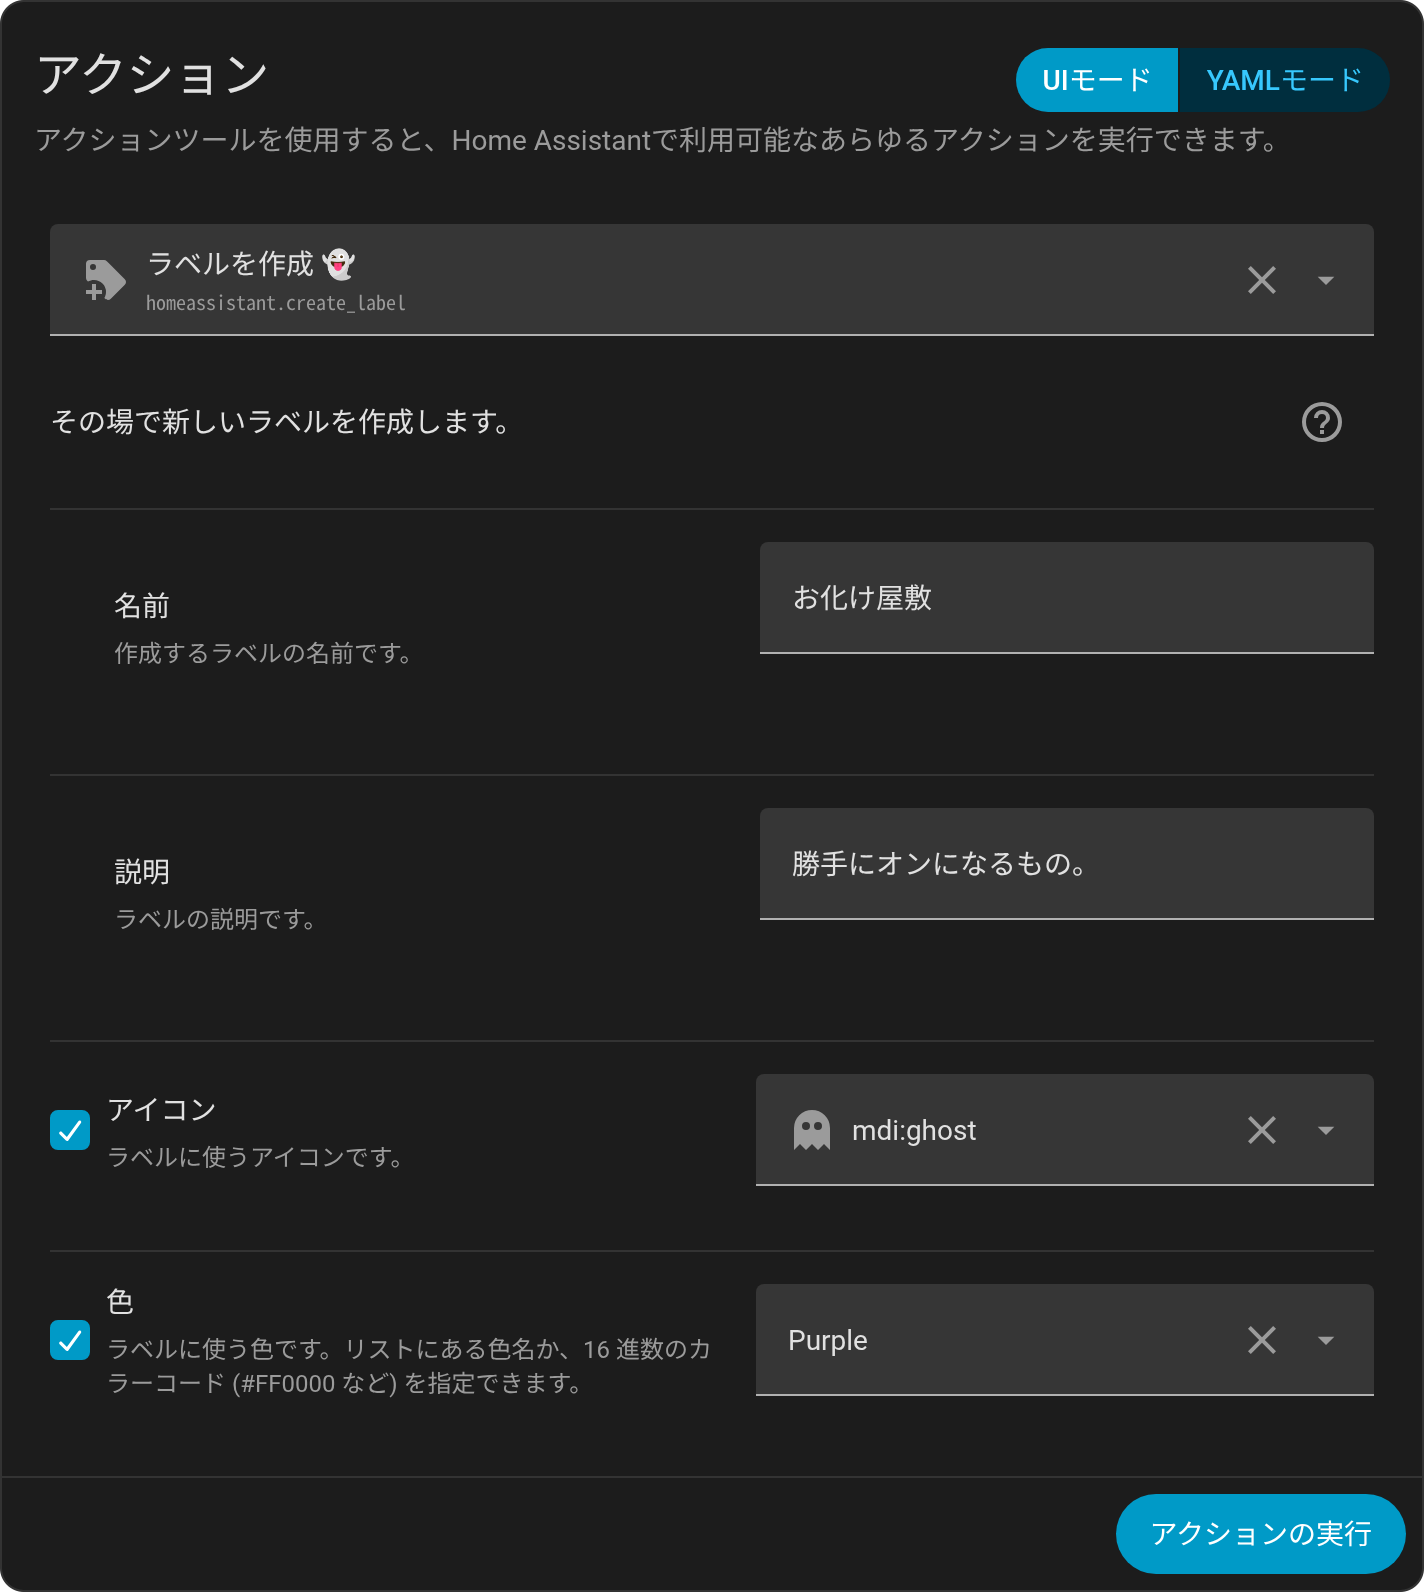 アクション
UIモード
YAMLモード
アクションツールを使用すると、Home Assistantで利用可能なあらゆるアクションを実行できます。
ラベルを作成 👻
homeassistant.create_label
その場で新しいラベルを作成します。
名前
作成するラベルの名前です。
お化け屋敷
説明
ラベルの説明です。
勝手にオンになるもの。
アイコン
ラベルに使うアイコンです。
mdi:ghost
色
ラベルに使う色です。リストにある色名か、16 進数のカ
ラーコード (#FF0000 など) を指定できます。
Purple
アクションの実行